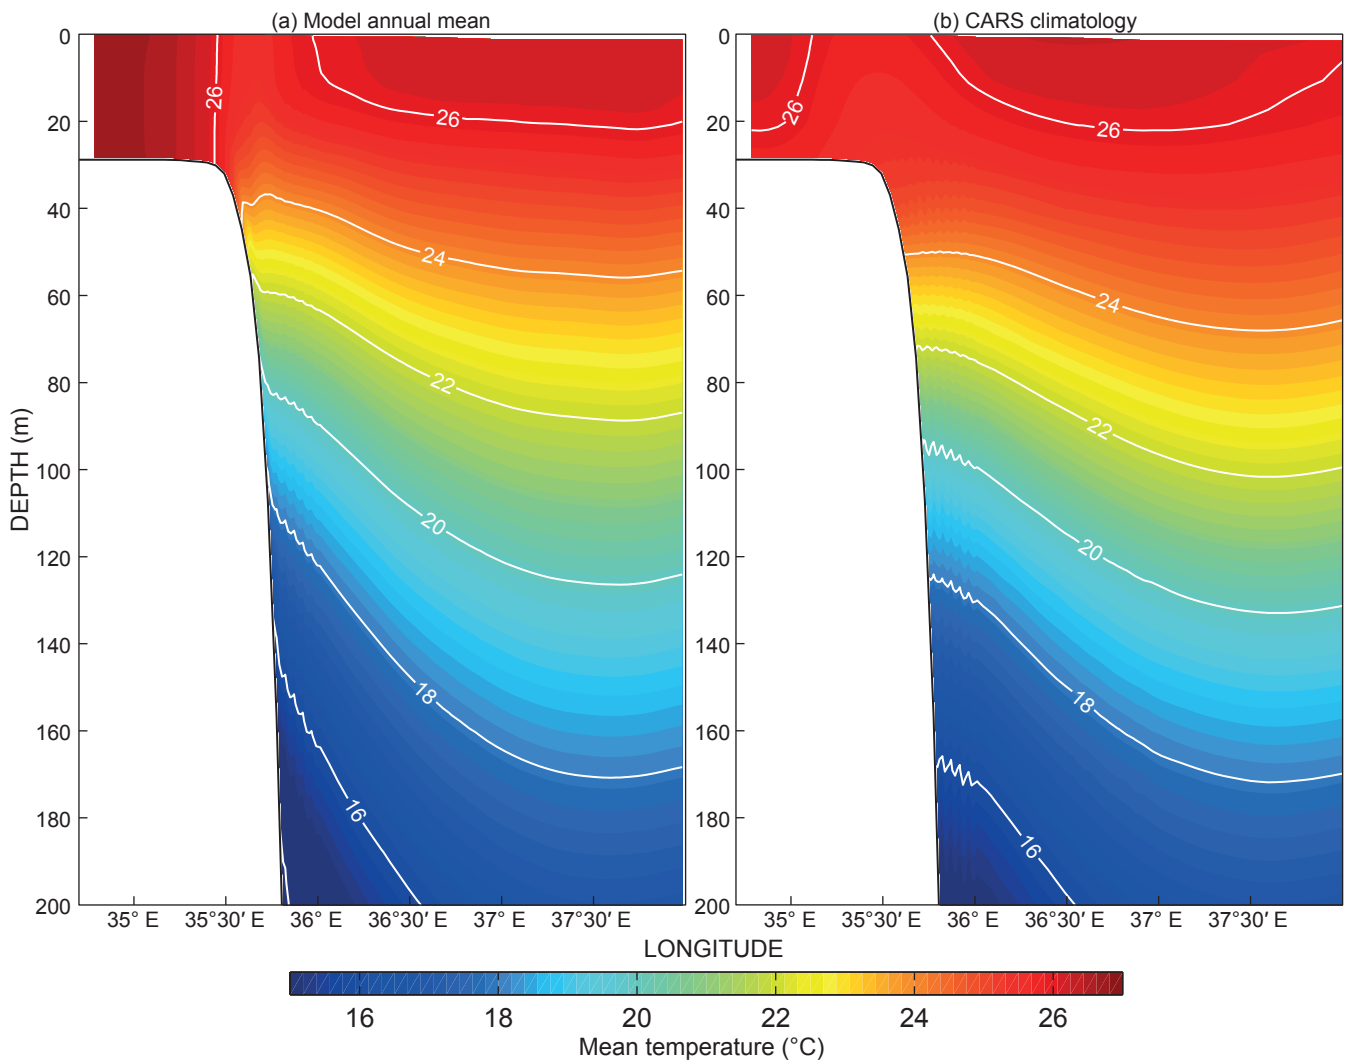 (a) Model annual mean
(b) CARS climatology
0
20
40
60
80
100
120
140
160
180
200
DEPTH (m)
26
26
24
22
20
18
16
0
20
40
60
80
100
120
140
160
180
200
26
26
24
22
20
18
16
35° E
35°30′ E
36° E
36°30′ E
37° E
37°30′ E
35° E
35°30′ E
36° E
36°30′ E
37° E
37°30′ E
LONGITUDE
16
18
20
22
24
26
Mean temperature (°C)